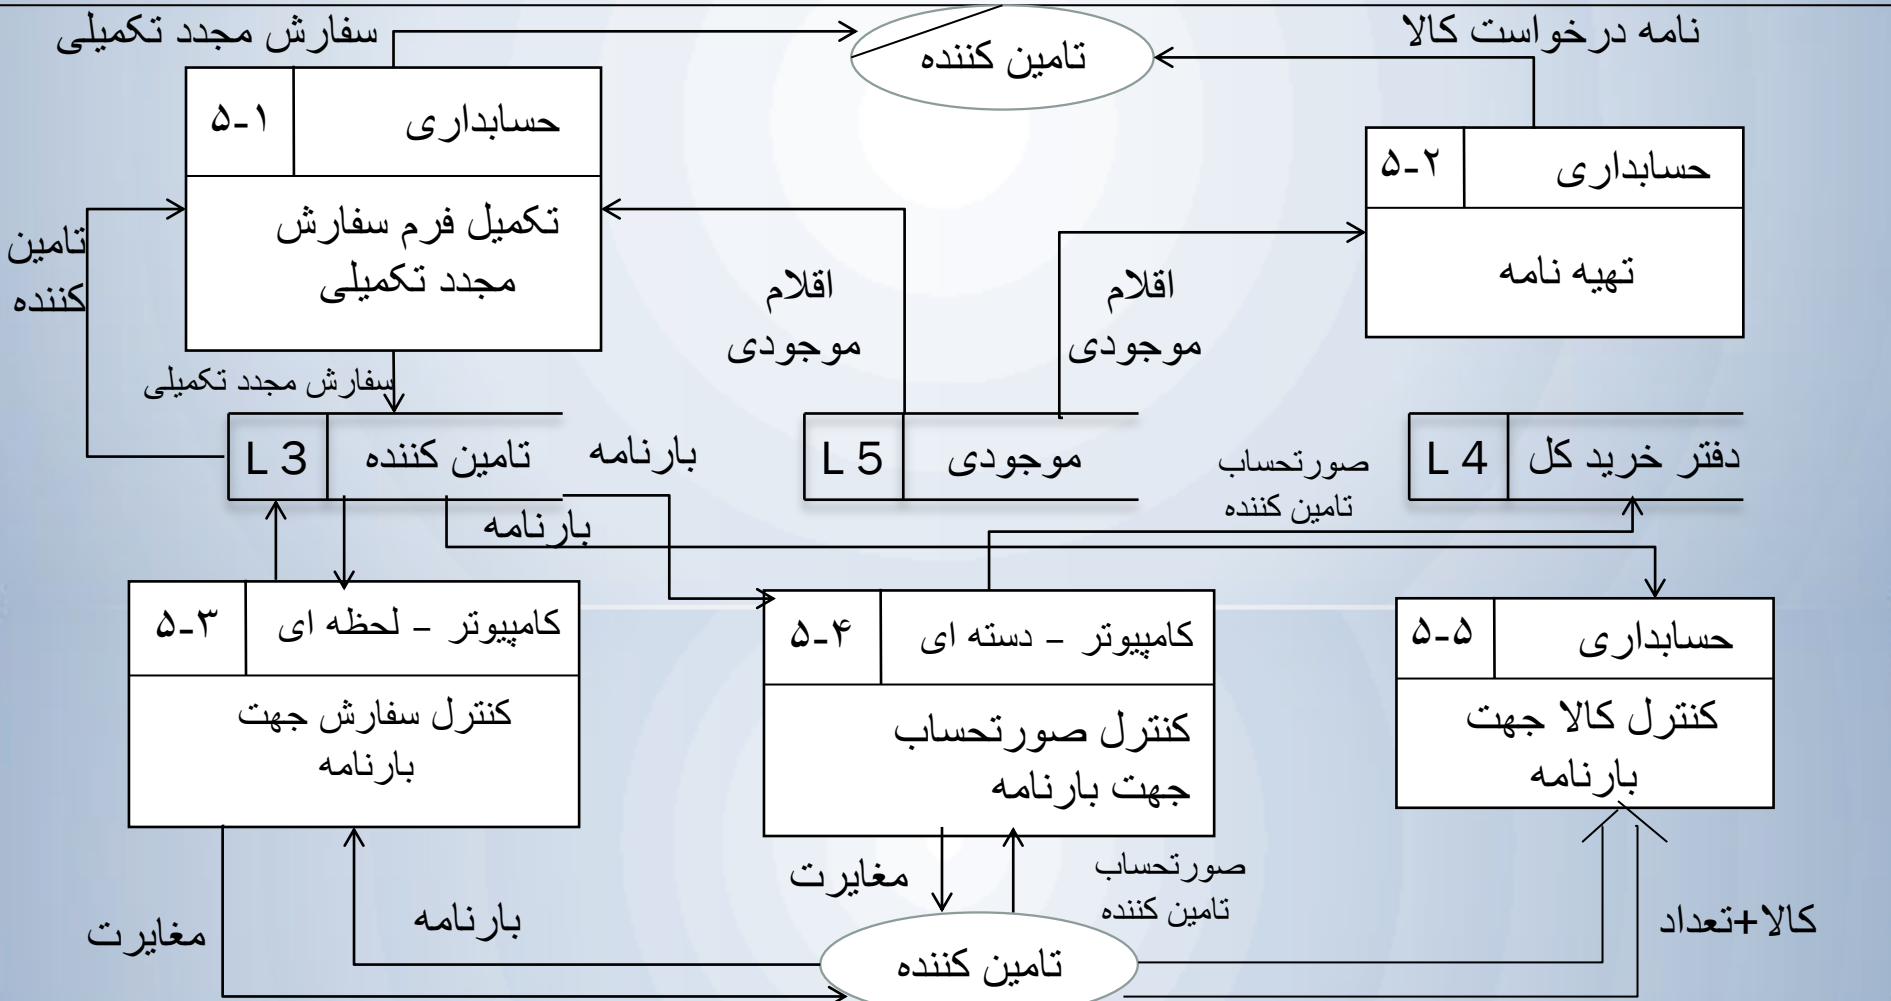 سفارش مجدد تکمیلی
تامین کننده
نامه درخواست کالا
۵-۱
حسابداری
تکمیل فرم سفارش
مجدد تکمیلی
۵-۲
حسابداری
تهیه نامه
تامین
کننده
اقلام
موجودی
اقلام
موجودی
سفارش مجدد تکمیلی
L 3
تامین کننده
بارنامه
L 5
موجودی
صورتحساب
تامین کننده
L 4
دفتر خرید کل
بارنامه
۵-۳
کامپیوتر - لحظه ای
کنترل سفارش جهت
بارنامه
۵-۴
کامپیوتر - دسته ای
کنترل صورتحساب
جهت بارنامه
۵-۵
حسابداری
کنترل کالا جهت
بارنامه
مغایرت
بارنامه
مغایرت
صورتحساب
تامین کننده
کالا+تعداد
تامین کننده